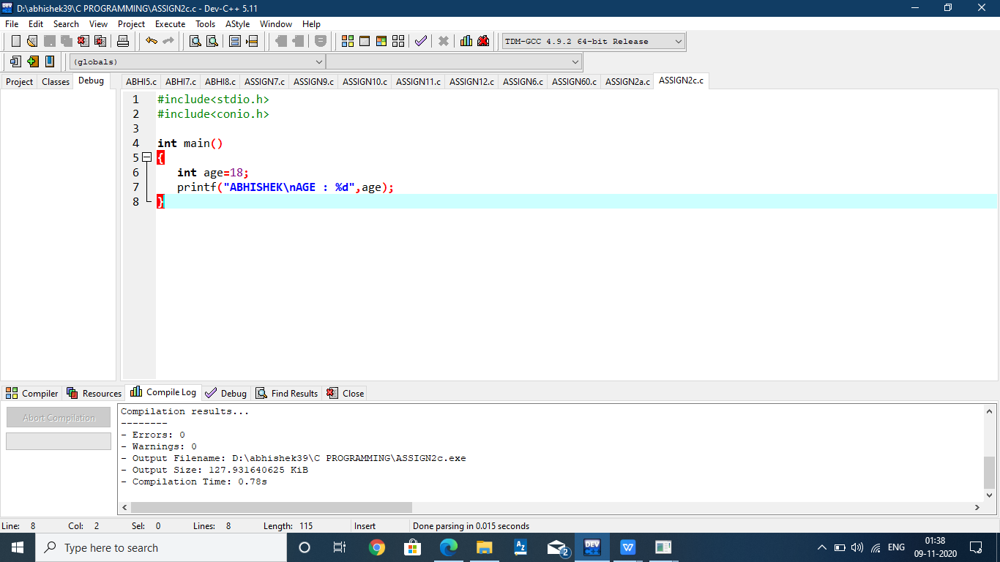 D:\abhishek39\C PROGRAMMING\ASSIGN2c.c - Dev-C++ 5.11
File Edit Search View Project Execute Tools AStyle Window Help
TDM-GCC 4.9.2 64-bit Release
(globals)
Project Classes Debug ABHI5.c ABHI7.c ABHI8.c ASSIGN7.c ASSIGN9.c ASSIGN10.c ASSIGN11.c ASSIGN12.c ASSIGN6.c ASSIGN60.c ASSIGN2a.c ASSIGN2c.c
1 #include<stdio.h>
2 #include<conio.h>
3
4 int main()
5 {
6 int age=18;
7 printf("ABHISHEK\nAGE : %d",age);
8 }
Compiler Resources Compile Log Debug Find Results Close
Abort Compilation
Compilation results...
--------
- Errors: 0
- Warnings: 0
- Output Filename: D:\abhishek39\C PROGRAMMING\ASSIGN2c.exe
- Output Size: 127.931640625 KiB
- Compilation Time: 0.78s
Line: 8 Col: 2 Sel: 0 Lines: 8 Length: 115 Insert Done parsing in 0.015 seconds
Type here to search
A Z
2
DEV
W
ENG
01:38
09-11-2020